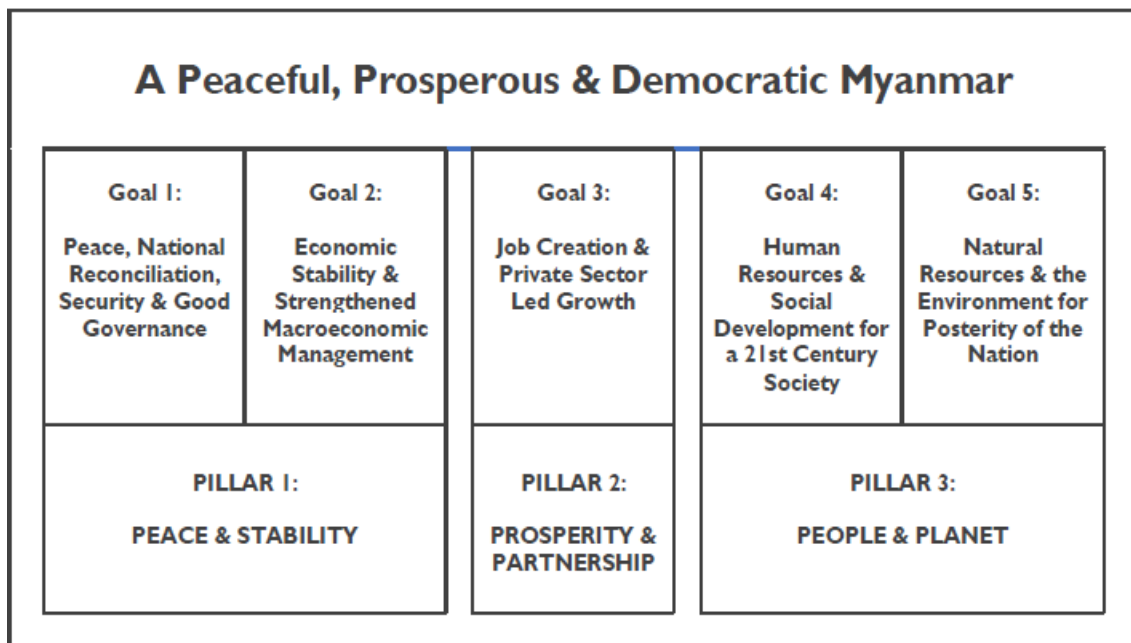 A Peaceful, Prosperous & Democratic Myanmar
Goal 1:
Peace, National
Reconciliation,
Security & Good
Governance
Goal 2:
Economic
Stability &
Strengthened
Macroeconomic
Management
Goal 3:
Job Creation &
Private Sector
Led Growth
Goal 4:
Human
Resources &
Social
Development for
a 21st Century
Society
Goal 5:
Natural
Resources & the
Environment for
Posterity of the
Nation
PILLAR 1:
PEACE & STABILITY
PILLAR 2:
PROSPERITY &
PARTNERSHIP
PILLAR 3:
PEOPLE & PLANET